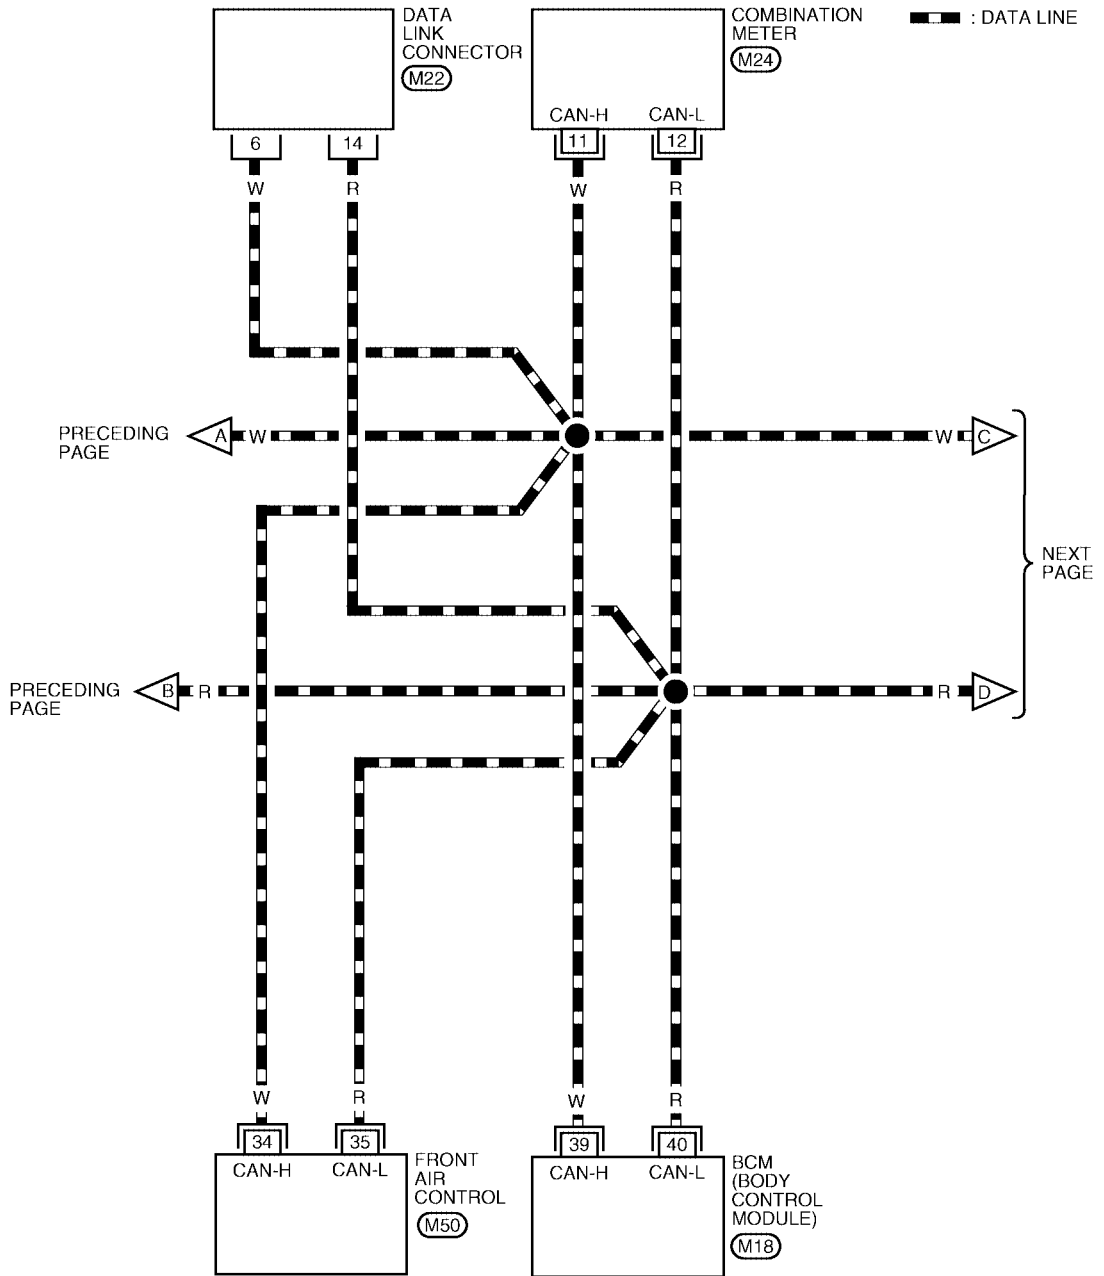 DATA
LINK
CONNECTOR
M22
COMBINATION
METER
M24
: DATA LINE
CAN-H
CAN-L
6
14
11
12
W
R
W
R
PRECEDING
PAGE
A
W
W
C
NEXT
PAGE
PRECEDING
PAGE
B
R
R
D
W
R
W
R
34
35
39
40
CAN-H
CAN-L
FRONT
AIR
CONTROL
M50
CAN-H
CAN-L
BCM
(BODY
CONTROL
MODULE)
M18